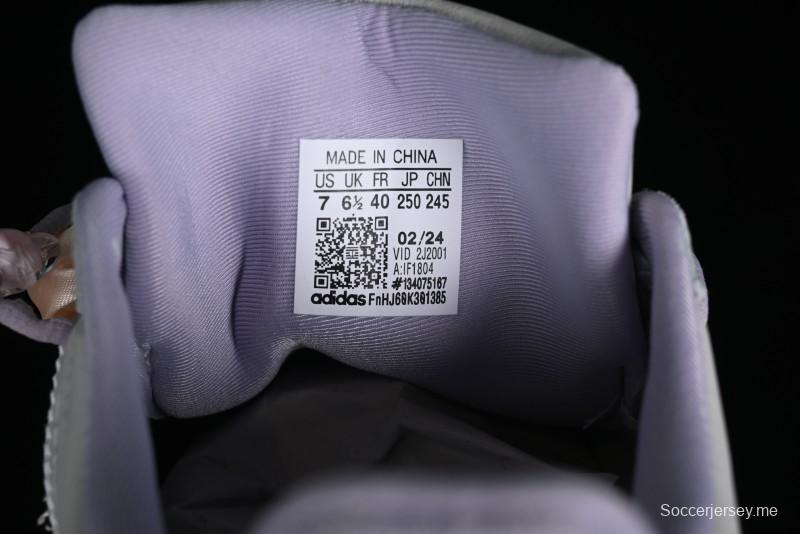 MADE IN CHINA
US UK FR JP CHN
7 6½ 40 250 245
02/24
VID 2J2001
A:IF1804
#134075167
adidas FnHJ60K301385
Soccerjersey.me